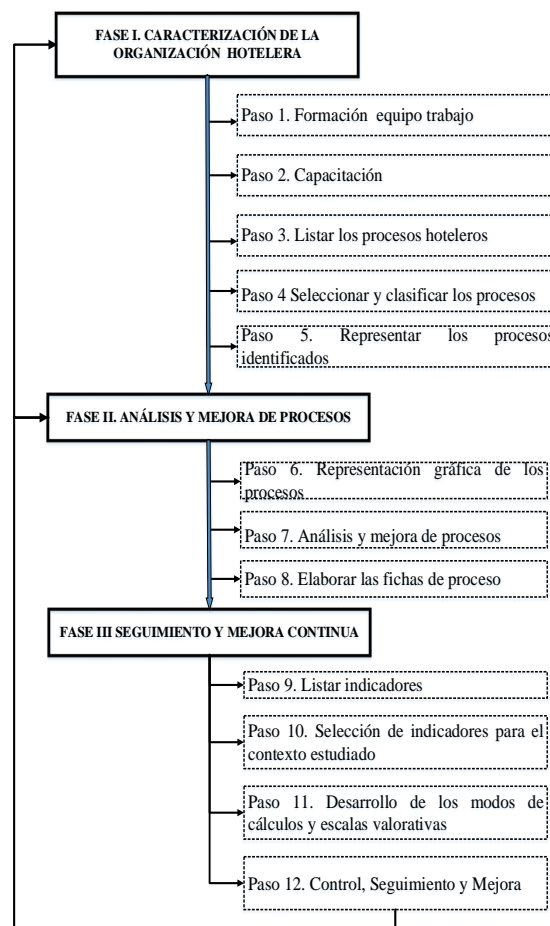 FASE I. CARACTERIZACIÓN DE LA
ORGANIZACIÓN HOTELERA
Paso 1. Formación equipo trabajo
Paso 2. Capacitación
Paso 3. Listar los procesos hoteleros
Paso 4 Seleccionar y clasificar los procesos
Paso 5. Representar los procesos
identificados
FASE II. ANÁLISIS Y MEJORA DE PROCESOS
Paso 6. Representación gráfica de los
procesos
Paso 7. Análisis y mejora de procesos
Paso 8. Elaborar las fichas de proceso
FASE III SEGUIMIENTO Y MEJORA CONTINUA
Paso 9. Listar indicadores
Paso 10. Selección de indicadores para el
contexto estudiado
Paso 11. Desarrollo de los modos de
cálculos y escalas valorativas
Paso 12. Control, Seguimiento y Mejora